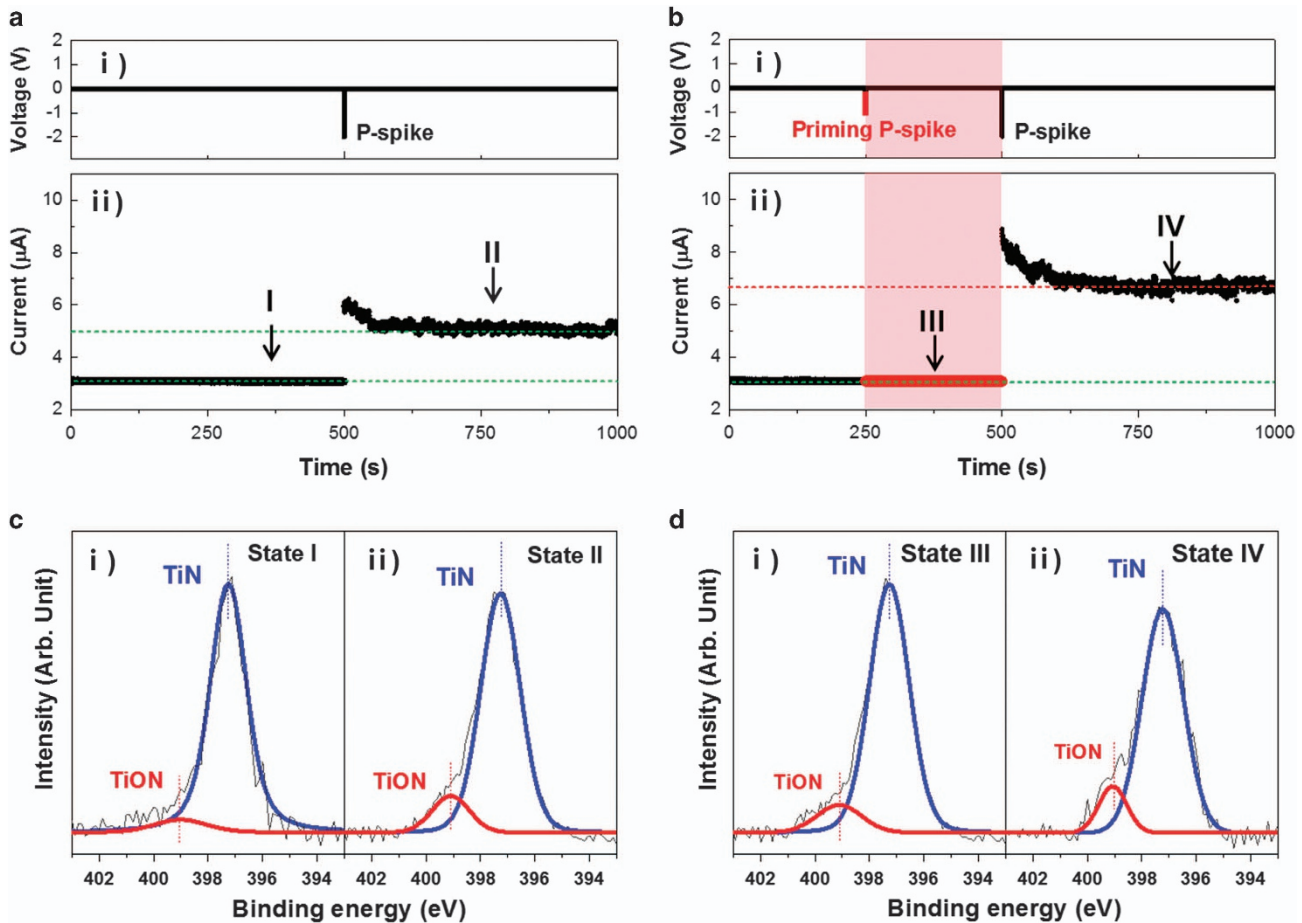 a
i )
Voltage (V)
2
1
0
-1
-2
P-spike
ii )
Current (µA)
10
8
6
4
2
I
II
0
250
500
750
1000
Time (s)
b
i )
Voltage (V)
2
1
0
-1
-2
Priming P-spike
P-spike
ii )
Current (µA)
10
8
6
4
2
III
IV
0
250
500
750
1000
Time (s)
c
Intensity (Arb. Unit)
i )
State I
TiN
TiON
ii )
State II
TiN
TiON
402 400 398 396 394
402 400 398 396 394
Binding energy (eV)
d
Intensity (Arb. Unit)
i )
State III
TiN
TiON
ii )
State IV
TiN
TiON
402 400 398 396 394
402 400 398 396 394
Binding energy (eV)